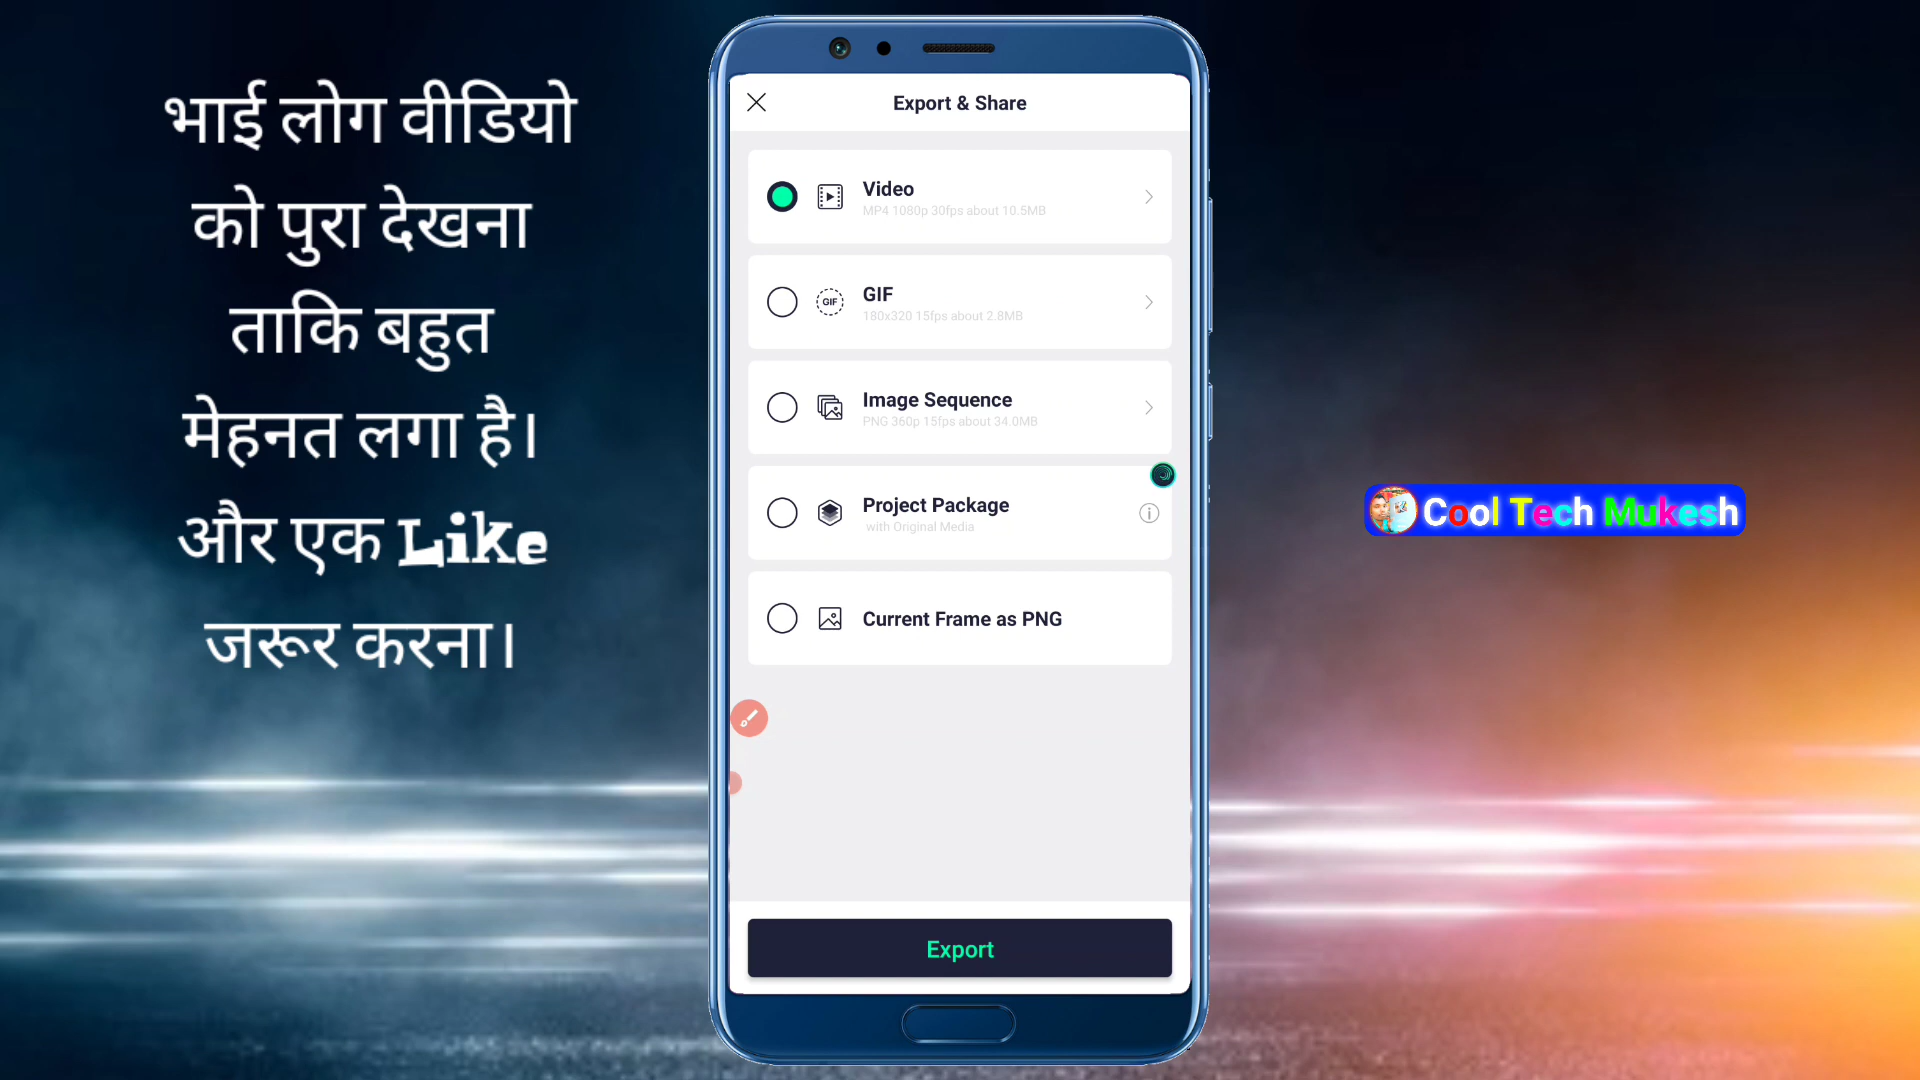 भाई लोग वीडियो
को पुरा देखना
ताकि बहुत
मेहनत लगा है।
और एक Like
जरूर करना।
Export & Share
Video
MP4 1080p 30fps about 10.5MB
GIF
GIF
180x320 15fps about 2.8MB
Image Sequence
PNG 360p 15fps about 34.0MB
Project Package
with Original Media
Current Frame as PNG
Export
Cool Tech Mukesh